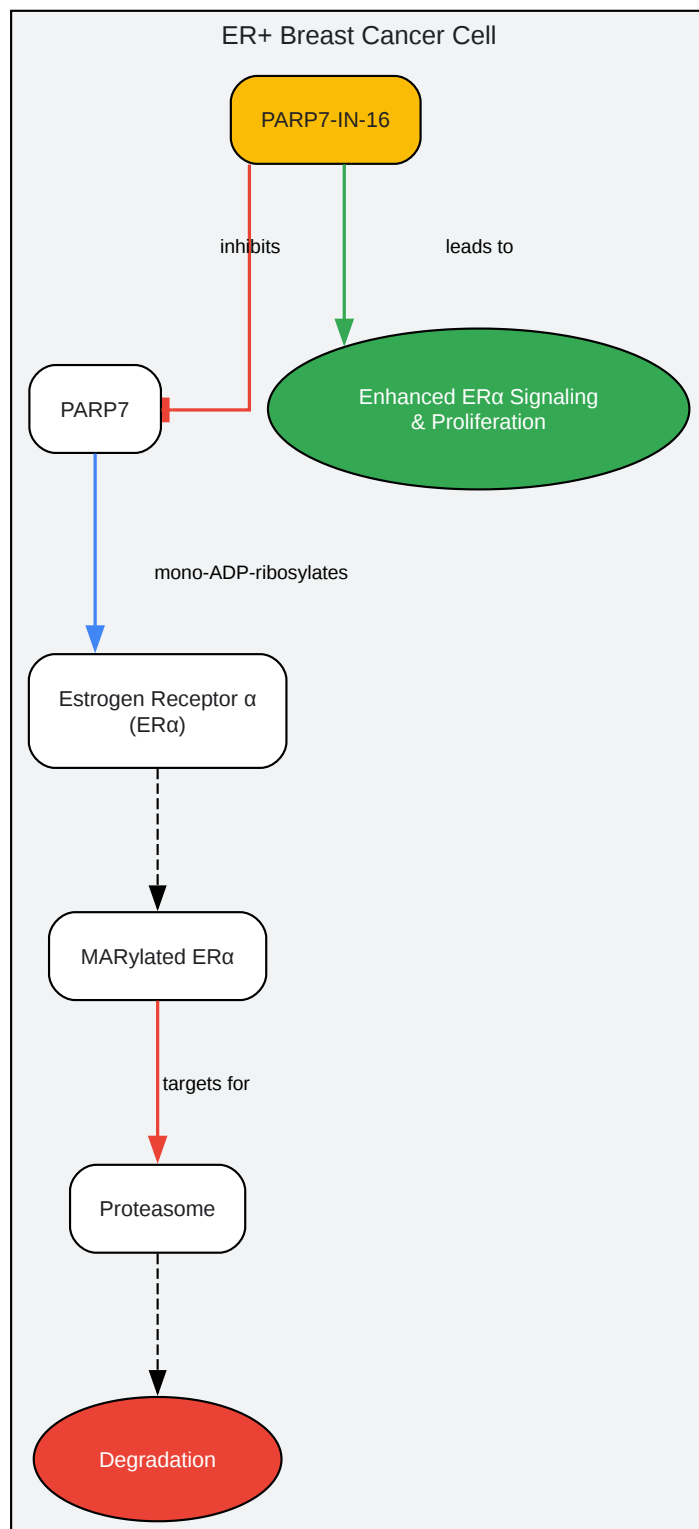 ER+ Breast Cancer Cell
PARP7-IN-16
inhibits
leads to
PARP7
Enhanced ERα Signaling
& Proliferation
mono-ADP-ribosylates
Estrogen Receptor α
(ERα)
MARylated ERα
targets for
Proteasome
Degradation